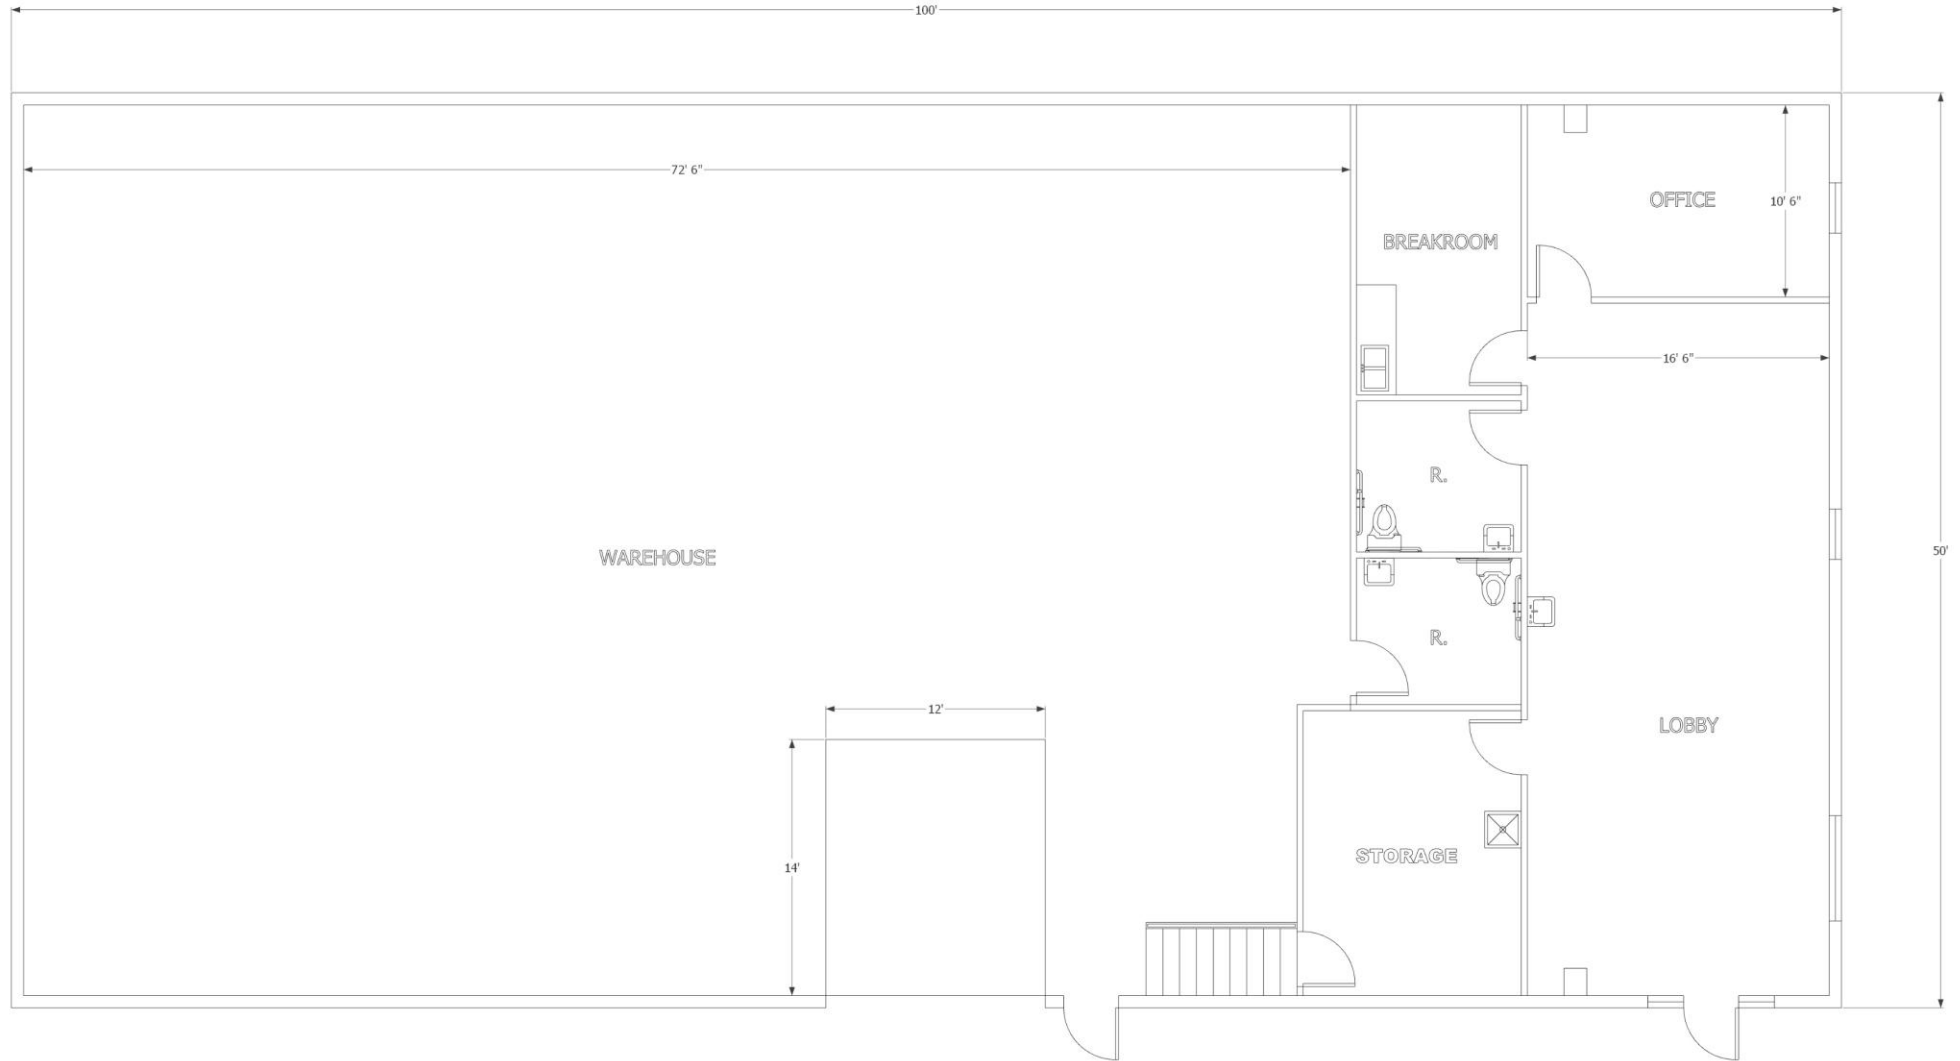 100'
72' 6"
OFFICE
10' 6"
BREAKROOM
16' 6"
R.
WAREHOUSE
50'
R.
12'
LOBBY
14'
STORAGE